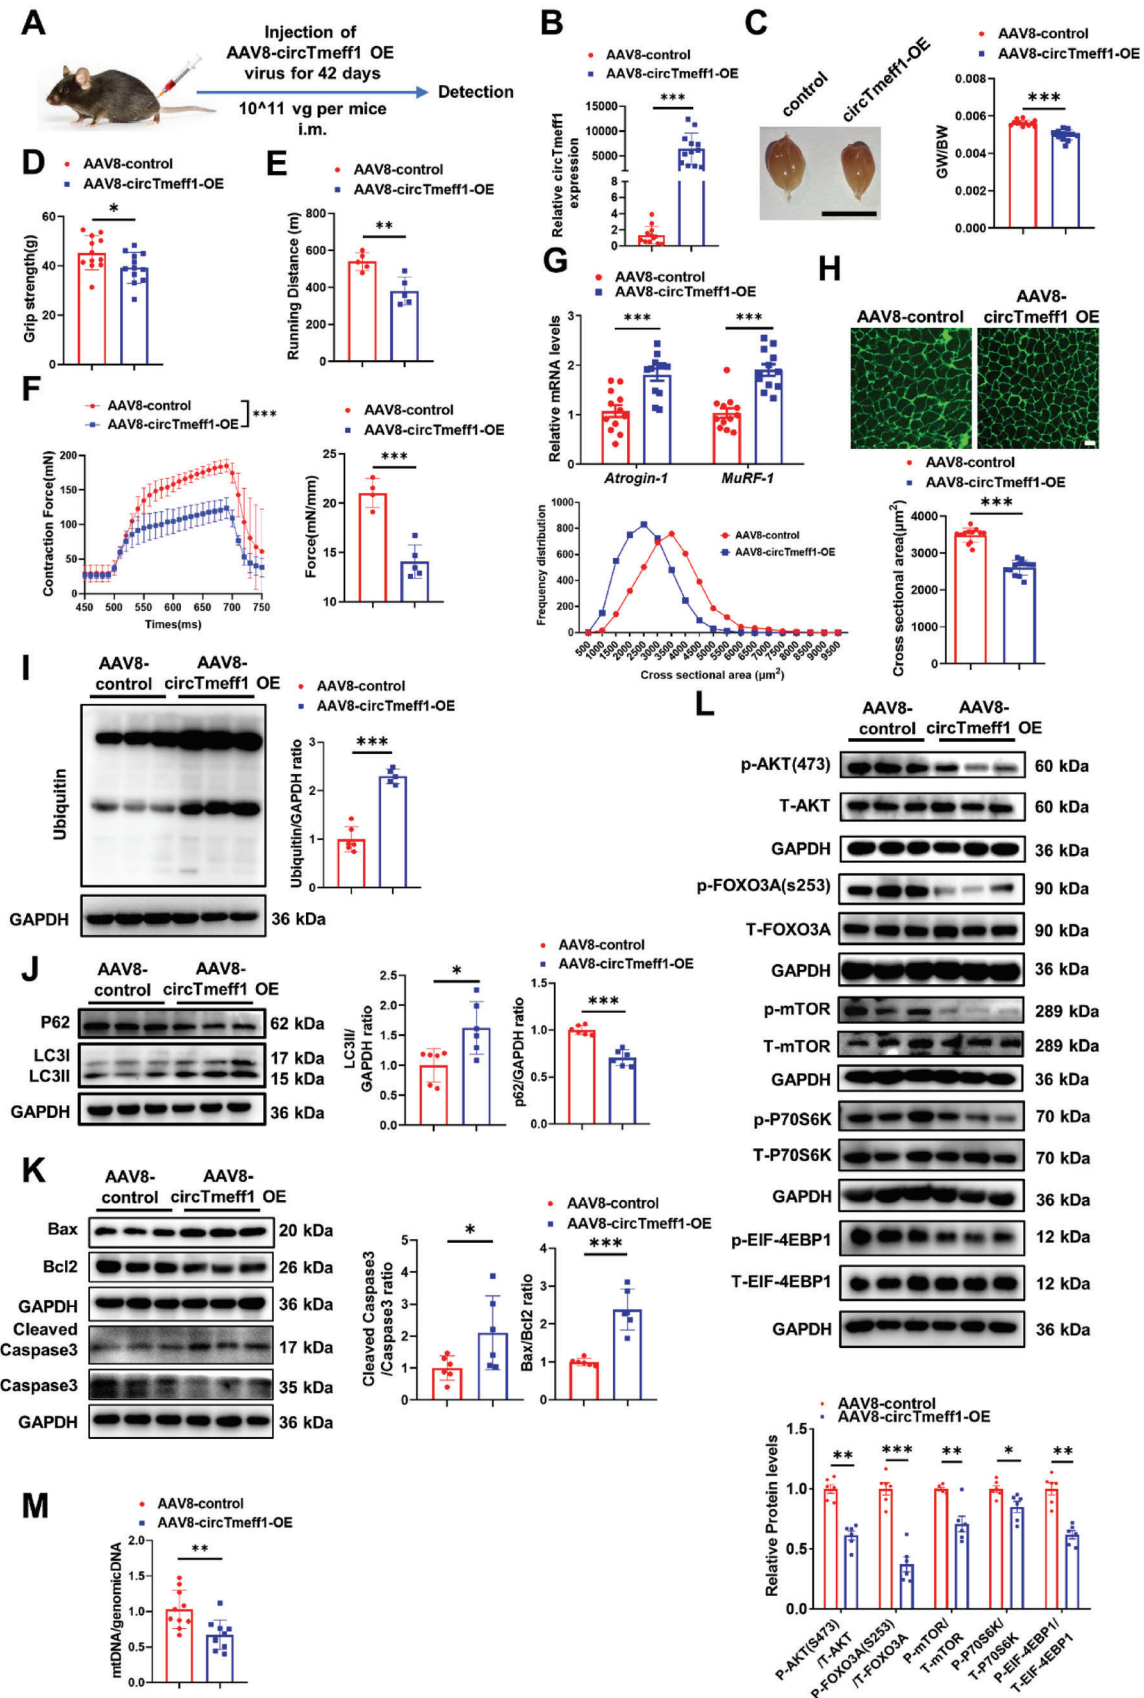 A
Injection of
AAV8-circTmeff1 OE
virus for 42 days
10^11 vg per mice
i.m.
Detection
B
AAV8-control
AAV8-circTmeff1-OE
***
Relative circTmeff1
expression
15000
10000
5000
8
6
4
2
0
C
control
circTmeff1-OE
AAV8-control
AAV8-circTmeff1-OE
***
GW/BW
0.008
0.006
0.004
0.002
0.000
D
AAV8-control
AAV8-circTmeff1-OE
*
Grip strength(g)
60
40
20
0
E
AAV8-control
AAV8-circTmeff1-OE
**
Running Distance (m)
800
600
400
200
0
F
AAV8-control
AAV8-circTmeff1-OE
***
Contraction Force(mN)
200
150
100
50
0
450 500 550 600 650 700 750
Times(ms)
AAV8-control
AAV8-circTmeff1-OE
***
Force(mN/mm)
25
20
15
10
G
AAV8-control
AAV8-circTmeff1-OE
*** ***
Relative mRNA levels
3
2
1
0
Atrogin-1 MuRF-1
H
AAV8-control
AAV8-
circTmeff1 OE
Frequency distribution
1000
800
600
400
200
0
AAV8-control
AAV8-circTmeff1-OE
500 1000 1500 2000 2500 3000 3500 4000 4500 5000 5500 6000 6500 7000 7500 8000 8500 9000 9500
Cross sectional area (µm²)
AAV8-control
AAV8-circTmeff1-OE
***
Cross sectional area(µm²)
4000
3000
2000
1000
0
I
AAV8-
control
AAV8-
circTmeff1 OE
Ubiquitin
GAPDH 36 kDa
AAV8-control
AAV8-circTmeff1-OE
***
Ubiquitin/GAPDH ratio
3
2
1
0
J
AAV8-
control
AAV8-
circTmeff1 OE
P62 62 kDa
LC3I 17 kDa
LC3II 15 kDa
GAPDH 36 kDa
AAV8-control
AAV8-circTmeff1-OE
*
LC3II/
GAPDH ratio
2.5
2.0
1.5
1.0
0.5
0.0
***
p62/GAPDH ratio
1.5
1.0
0.5
0.0
K
AAV8-
control
AAV8-
circTmeff1 OE
Bax 20 kDa
Bcl2 26 kDa
GAPDH 36 kDa
Cleaved
Caspase3 17 kDa
Caspase3 35 kDa
GAPDH 36 kDa
AAV8-control
AAV8-circTmeff1-OE
*
Cleaved Caspase3
/Caspase3 ratio
5
4
3
2
1
0
***
Bax/Bcl2 ratio
4
3
2
1
0
L
AAV8-
control
AAV8-
circTmeff1 OE
p-AKT(473) 60 kDa
T-AKT 60 kDa
GAPDH 36 kDa
p-FOXO3A(s253) 90 kDa
T-FOXO3A 90 kDa
GAPDH 36 kDa
p-mTOR 289 kDa
T-mTOR 289 kDa
GAPDH 36 kDa
p-P70S6K 70 kDa
T-P70S6K 70 kDa
GAPDH 36 kDa
p-EIF-4EBP1 12 kDa
T-EIF-4EBP1 12 kDa
GAPDH 36 kDa
AAV8-control
AAV8-circTmeff1-OE
** *** ** * **
Relative Protein levels
1.5
1.0
0.5
0.0
P-AKT(S473)
/T-AKT
P-FOXO3A(S253)
/T-FOXO3A
P-mTOR/
T-mTOR
P-P70S6K/
T-P70S6K
P-EIF-4EBP1/
T-EIF-4EBP1
M
AAV8-control
AAV8-circTmeff1-OE
**
mtDNA/genomicDNA
2.0
1.5
1.0
0.5
0.0